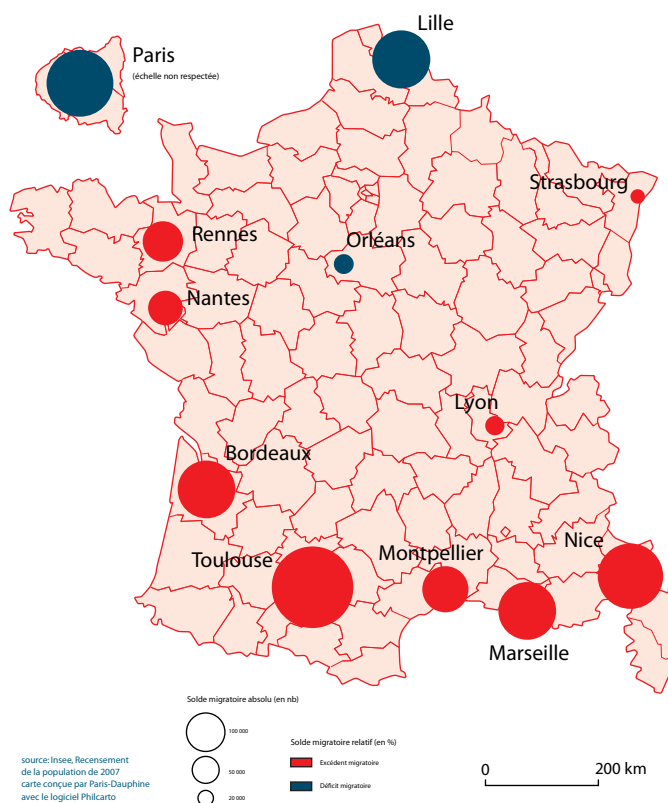 Lille
Paris
(échelle non respectée)
Strasbourg
Rennes
Orléans
Nantes
Lyon
Bordeaux
Toulouse
Montpellier
Nice
Marseille
Solde migratoire absolu (en nb)
100 000
50 000
20 000
Solde migratoire relatif (en %)
Excédent migratoire
Déficit migratoire
source: Insee, Recensement
de la population de 2007
carte conçue par Paris-Dauphine
avec le logiciel Philcarto
0
200 km